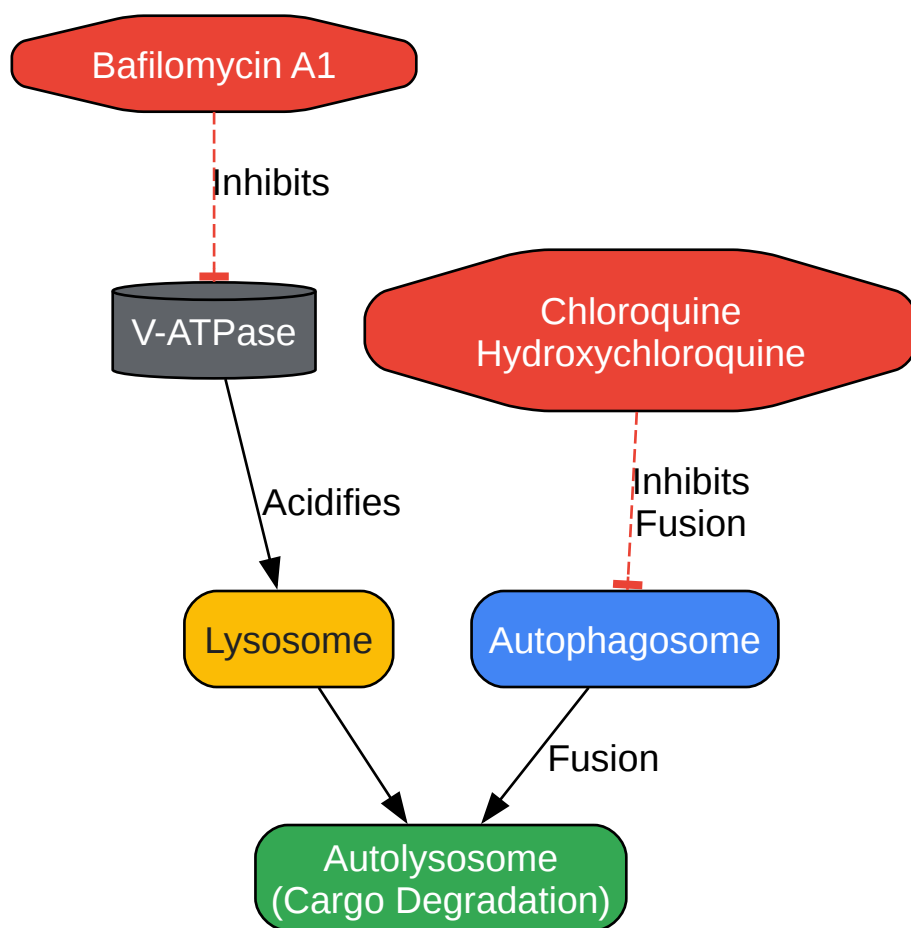 Bafilomycin A1
Inhibits
V-ATPase
Chloroquine
Hydroxychloroquine
Acidifies
Inhibits
Fusion
Lysosome
Autophagosome
Fusion
Autolysosome
(Cargo Degradation)